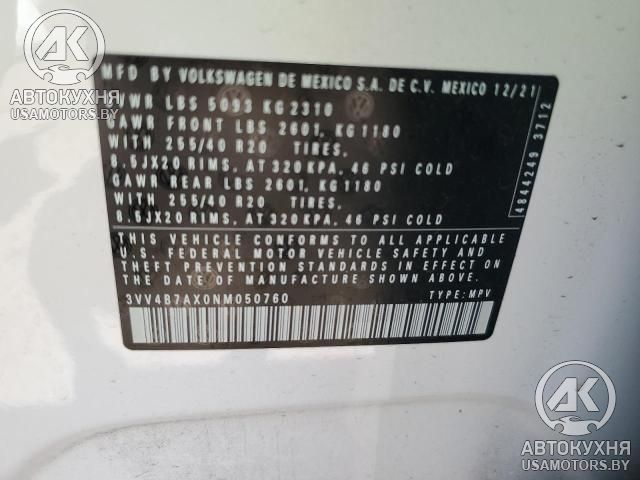 MFD BY VOLKSWAGEN DE MEXICO S.A. DE C.V. MEXICO 12/21
LBS 5093 KG 2310
GAWR FRONT LBS 2601, KG 1180
WITH 255/40 R20 TIRES,
8.5JX20 RIMS, AT 320 KPA, 46 PSI COLD
GAWR REAR LBS 2601, KG 1180
WITH 255/40 R20 TIRES,
8.5JX20 RIMS, AT 320 KPA, 46 PSI COLD
4844249 3712
THIS VEHICLE CONFORMS TO ALL APPLICABLE
U.S. FEDERAL MOTOR VEHICLE SAFETY AND
THEFT PREVENTION STANDARDS IN EFFECT ON
THE DATE OF MANUFACTURE SHOWN ABOVE.
3VV4B7AX0NM050760 TYPE: MPV
AK
АВТОКУХНЯ
USAMOTORS.BY
AK
АВТОКУХНЯ
USAMOTORS.BY